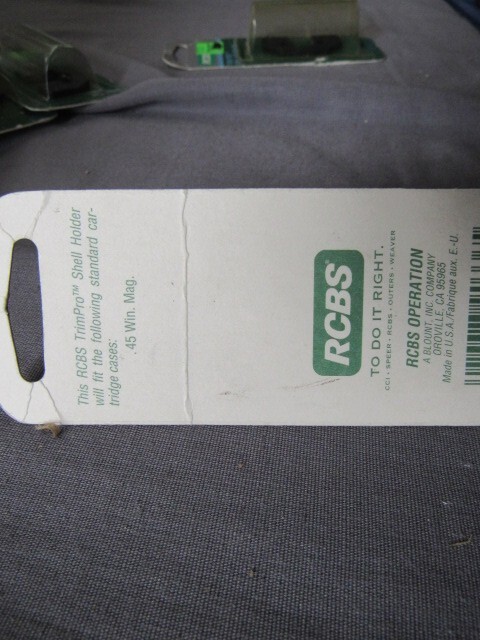 This RCBS TrimPro™ Shell Holder
will fit the following standard car-
tridge cases:
.45 Win. Mag.
RCBS®
TO DO IT RIGHT.
CCI • SPEER • RCBS • OUTERS • WEAVER
RCBS OPERATION
A BLOUNT, INC. COMPANY
OROVILLE, CA 95965
Made in U.S.A./Fabrique aux. E.-U.